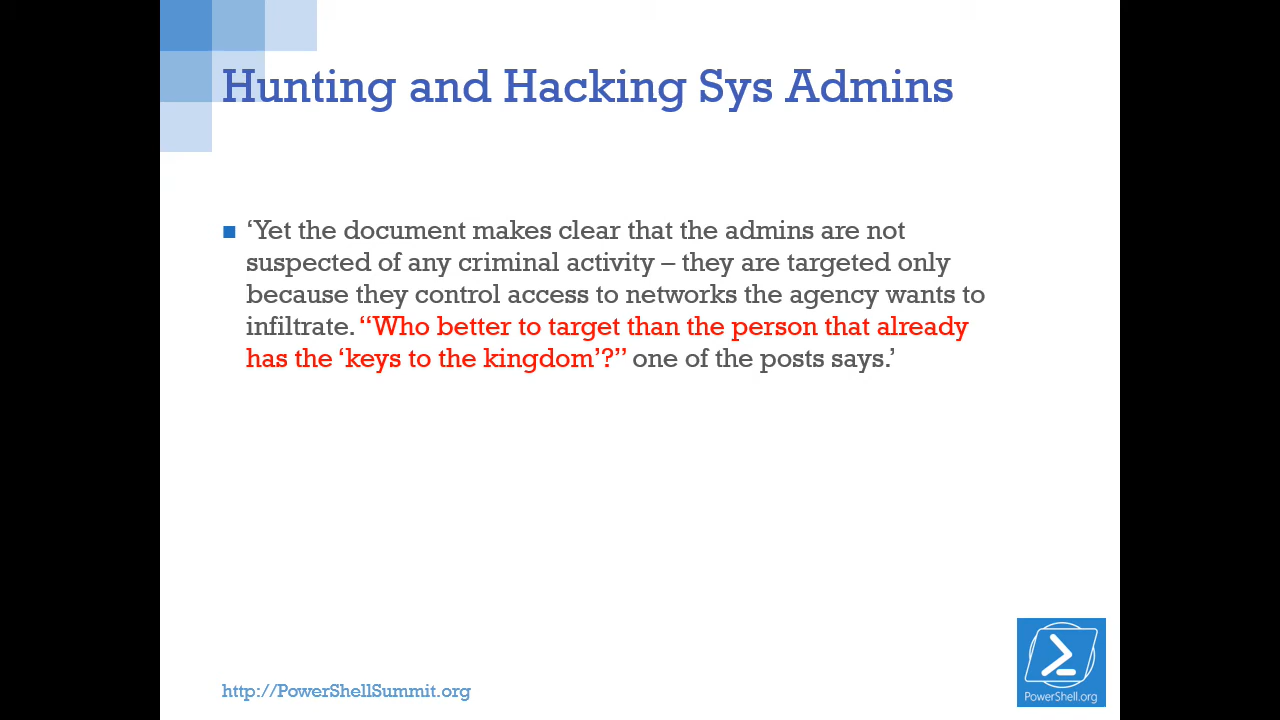 Hunting and Hacking Sys Admins
‘Yet the document makes clear that the admins are not
suspected of any criminal activity – they are targeted only
because they control access to networks the agency wants to
infiltrate. “Who better to target than the person that already
has the ‘keys to the kingdom’?” one of the posts says.’
http://PowerShellSummit.org
PowerShell.org